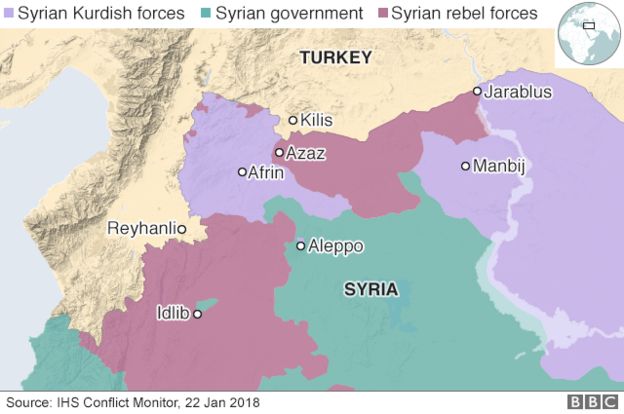 Syrian Kurdish forces Syrian government Syrian rebel forces
TURKEY
Jarablus
Kilis
Azaz
Manbij
Afrin
Reyhanlio
Aleppo
SYRIA
Idlib
Source: IHS Conflict Monitor, 22 Jan 2018 BBC